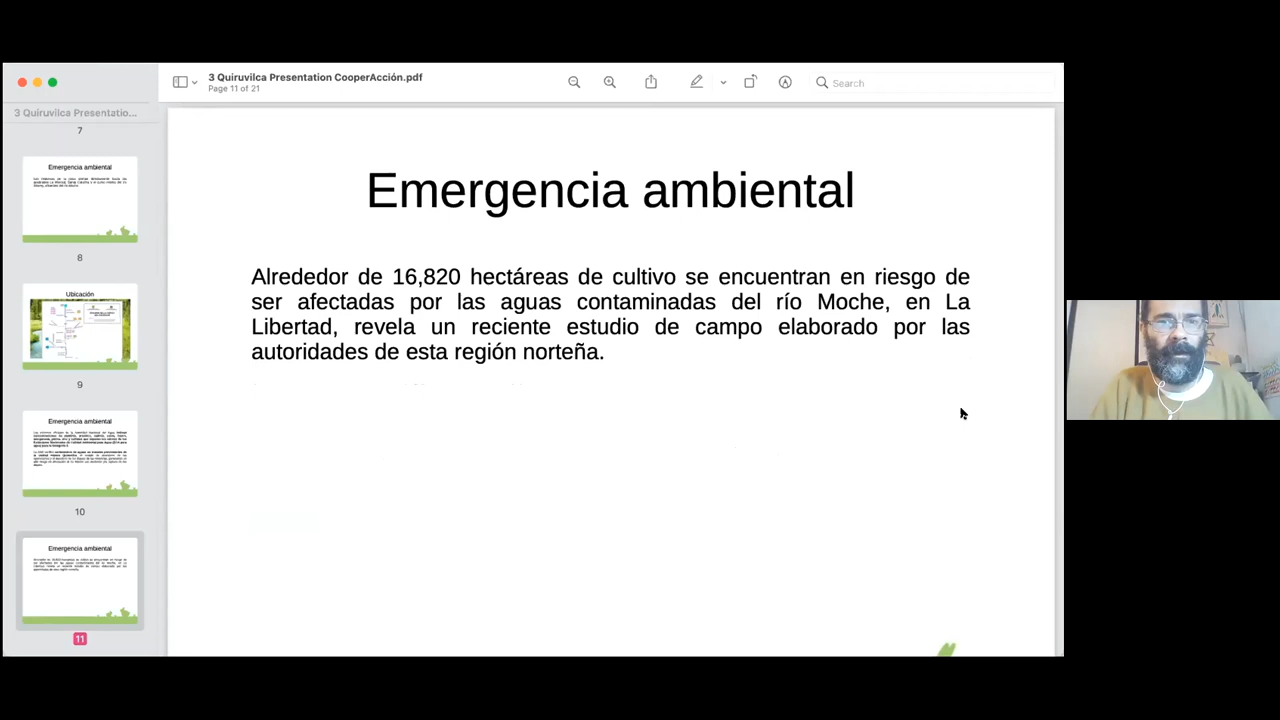 3 Quiruvilca Presentation CooperAcción.pdf
Page 11 of 21
Search
3 Quiruvilca Presentatio...
7
Emergencia ambiental
8
Ubicación
9
Emergencia ambiental
10
Emergencia ambiental
11
Emergencia ambiental
Alrededor de 16,820 hectáreas de cultivo se encuentran en riesgo de
ser afectadas por las aguas contaminadas del río Moche, en La
Libertad, revela un reciente estudio de campo elaborado por las
autoridades de esta región norteña.